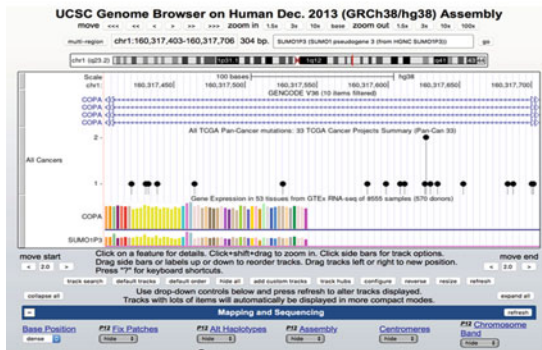 UCSC Genome Browser on Human Dec. 2013 (GRCh38/hg38) Assembly
move <<< << < > >> >>> zoom in 1.5x 3x 10x base zoom out 1.5x 3x 10x 100x
multi-region chr1:160,317,403-160,317,706 304 bp. SUMO1P3 (SUMO1 pseudogene 3 (from HGNC SUMO1P3)) go
chr1 (q23.2) 1p31.1 1q12 q41 43
Scale 100 bases hg38
chr1: 160,317,450 160,317,500 160,317,550 160,317,600 160,317,650 160,317,700
GENCODE V36 (10 items filtered)
COPA
COPA
COPA
COPA
All TCGA Pan-Cancer mutations: 33 TCGA Cancer Projects Summary (Pan-Can 33)
2
All Cancers
1
Gene Expression in 53 tissues from GTEx RNA-seq of 8555 samples (570 donors)
COPA
SUMO1P3
move start Click on a feature for details. Click+shift+drag to zoom in. Click side bars for track options. move end
Drag side bars or labels up or down to reorder tracks. Drag tracks left or right to new position.
< 2.0 > Press "?" for keyboard shortcuts. < 2.0 >
track search default tracks default order hide all add custom tracks track hubs configure reverse resize refresh
collapse all Use drop-down controls below and press refresh to alter tracks displayed. expand all
Tracks with lots of items will automatically be displayed in more compact modes.
- Mapping and Sequencing refresh
Base Position P12 Fix Patches P12 Alt Haplotypes P12 Assembly Centromeres P12 Chromosome Band
dense hide hide hide hide hide